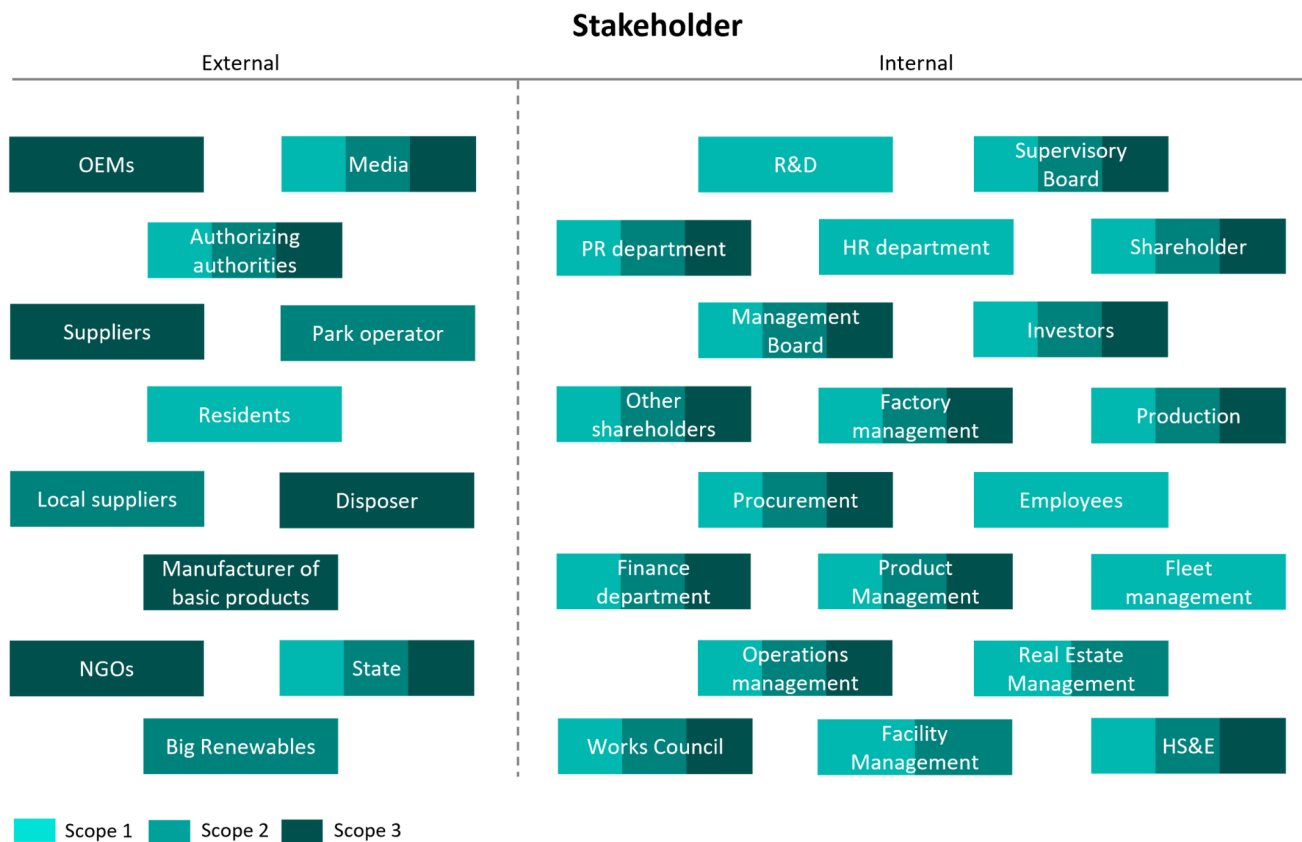 Stakeholder
External
Internal
OEMs
Media
R&D
Supervisory
Board
Authorizing
authorities
PR department
HR department
Shareholder
Suppliers
Park operator
Management
Board
Investors
Residents
Other
shareholders
Factory
management
Production
Local suppliers
Disposer
Procurement
Employees
Manufacturer of
basic products
Finance
department
Product
Management
Fleet
management
NGOs
State
Operations
management
Real Estate
Management
Big Renewables
Works Council
Facility
Management
HS&E
Scope 1
Scope 2
Scope 3